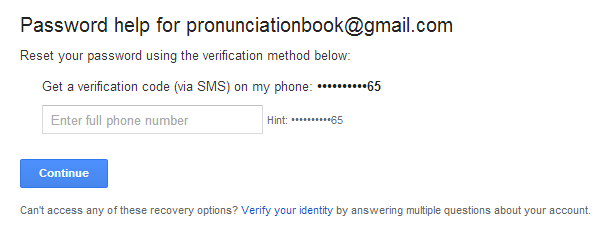 Password help for pronunciationbook@gmail.com
Reset your password using the verification method below:
Get a verification code (via SMS) on my phone: ••••••••••65
Enter full phone number Hint: ••••••••••65
Continue
Can't access any of these recovery options? Verify your identity by answering multiple questions about your account.